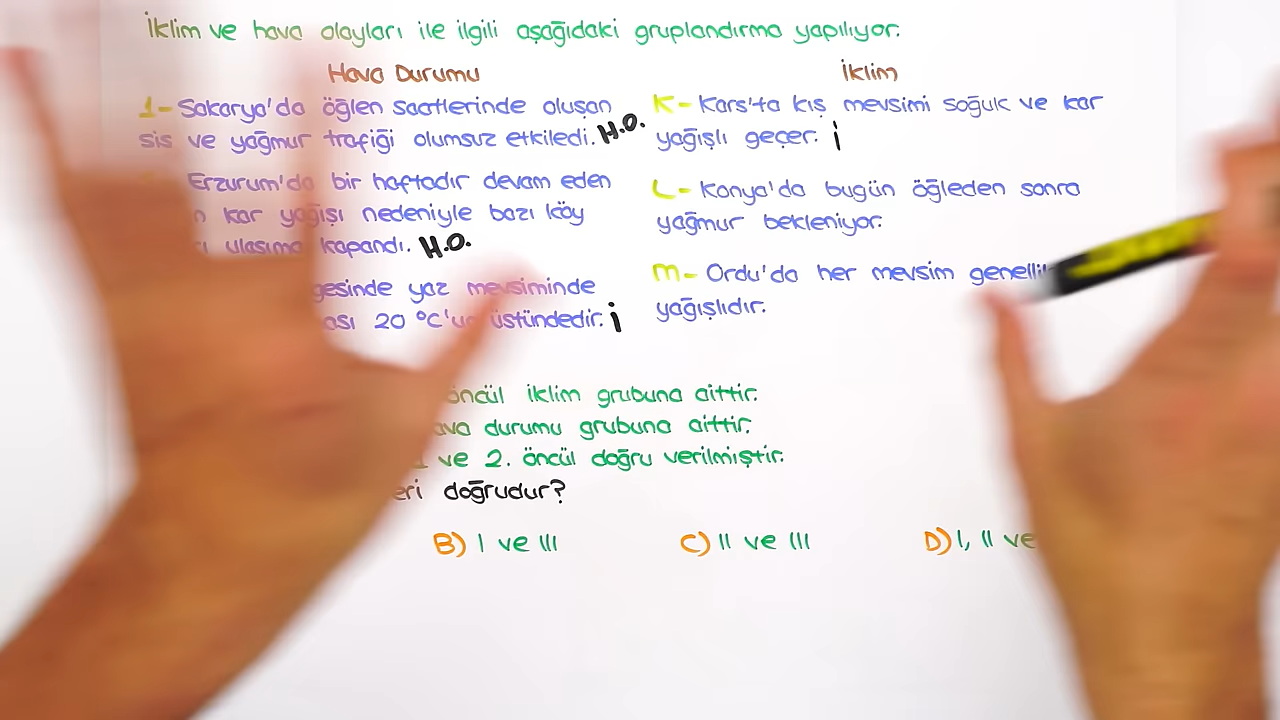 İklim ve hava olayları ile ilgili aşağıdaki gruplandırma yapılıyor.
Hava Durumu
1- Sakarya'da öğlen saatlerinde oluşan
sis ve yağmur trafiği olumsuz etkiledi. H.O.
Erzurum'da bir haftadır devam eden
kar yağışı nedeniyle bazı köy
ulaşıma kapandı. H.O.
yaz mevsiminde
20 °C'un üstündedir. İ
İklim
K- Kars'ta kış mevsimi soğuk ve kar
yağışlı geçer. İ
L- Konya'da bugün öğleden sonra
yağmur bekleniyor.
M- Ordu'da her mevsim
yağışlıdır.
öncül iklim grubuna aittir.
durumu grubuna aittir.
ve 2. öncül doğru verilmiştir.
doğrudur?
B) I ve III
C) II ve III
D) I, II ve